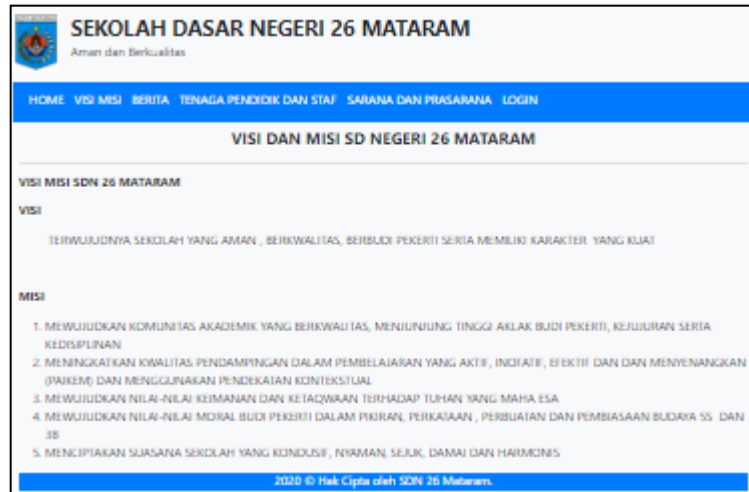 SEKOLAH DASAR NEGERI 26 MATARAM
Aman dan Berkualitas
HOME VISI MISI BERITA TENAGA PENDIDIK DAN STAF SARANA DAN PRASARANA LOGIN
VISI DAN MISI SD NEGERI 26 MATARAM
VISI MISI SDN 26 MATARAM
VISI
TERWUJUDNYA SEKOLAH YANG AMAN , BERKWALITAS, BERBUDI PEKERTI SERTA MEMILIKI KARAKTER YANG KUAT
MISI
1. MEWUJUDKAN KOMUNITAS AKADEMIK YANG BERKWALITAS, MENJUNJUNG TINGGI AKLAK BUDI PEKERTI, KEJUJURAN SERTA
KEDISIPLINAN
2. MENINGKATKAN KWALITAS PENDAMPINGAN DALAM PEMBELAJARAN YANG AKTIF, INOFATIF, EFEKTIF DAN DAN MENYENANGKAN
(PAIKEM) DAN MENGGUNAKAN PENDEKATAN KONTEKSTUAL
3. MEWUJUDKAN NILAI-NILAI KEIMANAN DAN KETAQWAAN TERHADAP TUHAN YANG MAHA ESA
4. MEWUJUDKAN NILAI-NILAI MORAL BUDI PEKERTI DALAM PIKIRAN, PERKATAAN , PERBUATAN DAN PEMBIASAAN BUDAYA 5S DAN
3B
5. MENCIPTAKAN SUASANA SEKOLAH YANG KONDUSIF, NYAMAN, SEJUK, DAMAI DAN HARMONIS
2020 © Hak Cipta oleh SDN 26 Mataram.